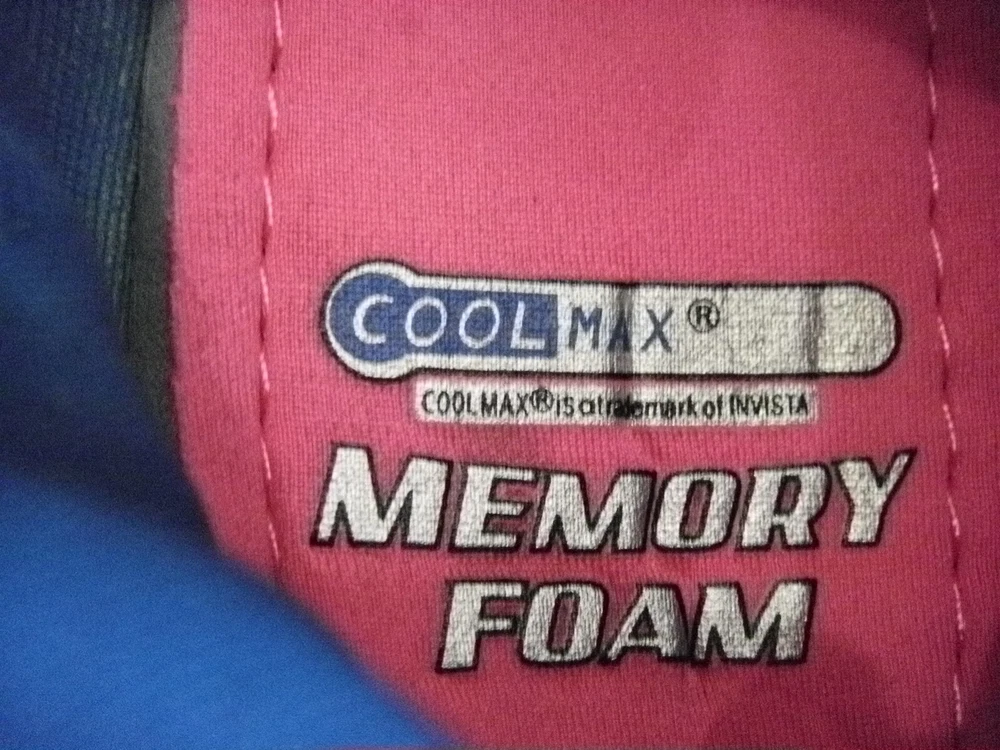 COOLMAX®
COOLMAX® is a trademark of INVISTA
MEMORY
FOAM